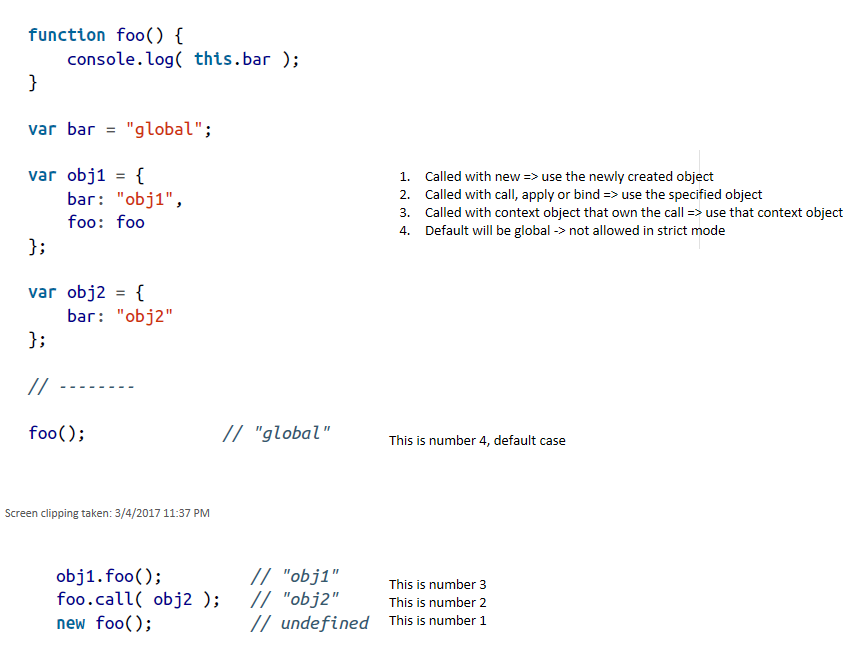 function foo() {
    console.log( this.bar );
}
var bar = "global";
var obj1 = {
    bar: "obj1",
    foo: foo
};
1. Called with new => use the newly created object
2. Called with call, apply or bind => use the specified object
3. Called with context object that own the call => use that context object
4. Default will be global -> not allowed in strict mode
var obj2 = {
    bar: "obj2"
};
// --------
foo(); // "global" This is number 4, default case
Screen clipping taken: 3/4/2017 11:37 PM
obj1.foo(); // "obj1" This is number 3
foo.call( obj2 ); // "obj2" This is number 2
new foo(); // undefined This is number 1